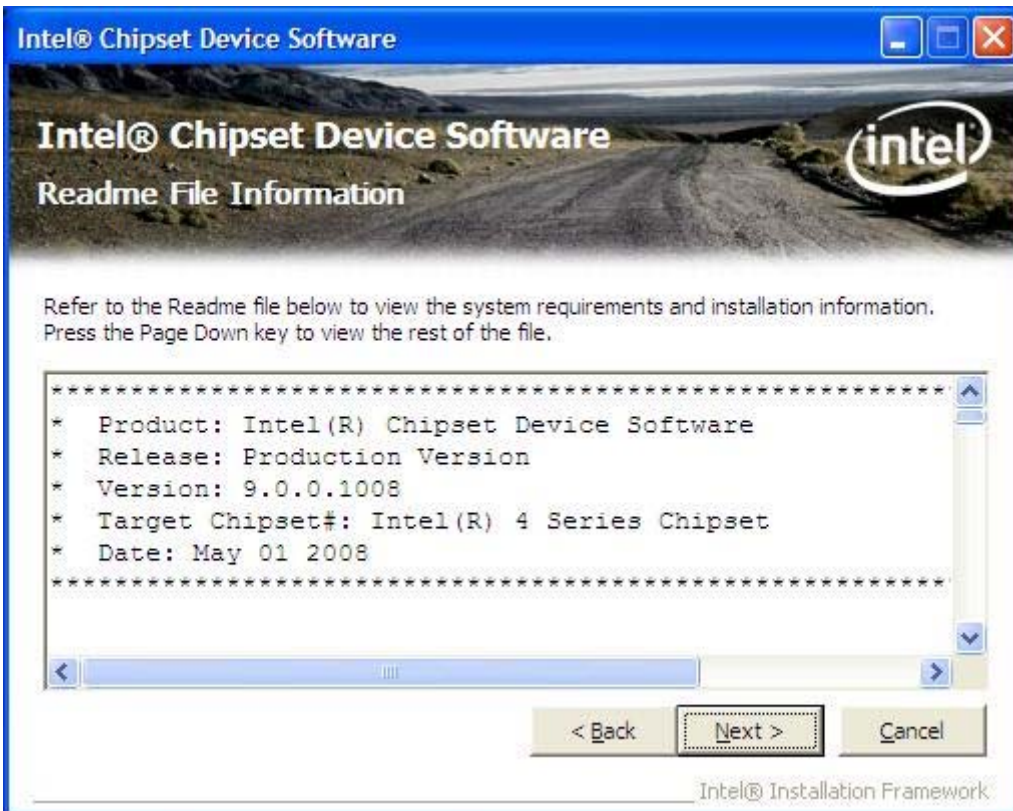 Intel® Chipset Device Software
Intel® Chipset Device Software
intel
Readme File Information
Refer to the Readme file below to view the system requirements and installation information.
Press the Page Down key to view the rest of the file.
********************************************************
*  Product: Intel(R) Chipset Device Software
*  Release: Production Version
*  Version: 9.0.0.1008
*  Target Chipset#: Intel(R) 4 Series Chipset
*  Date: May 01 2008
********************************************************
< Back
Next >
Cancel
Intel® Installation Framework